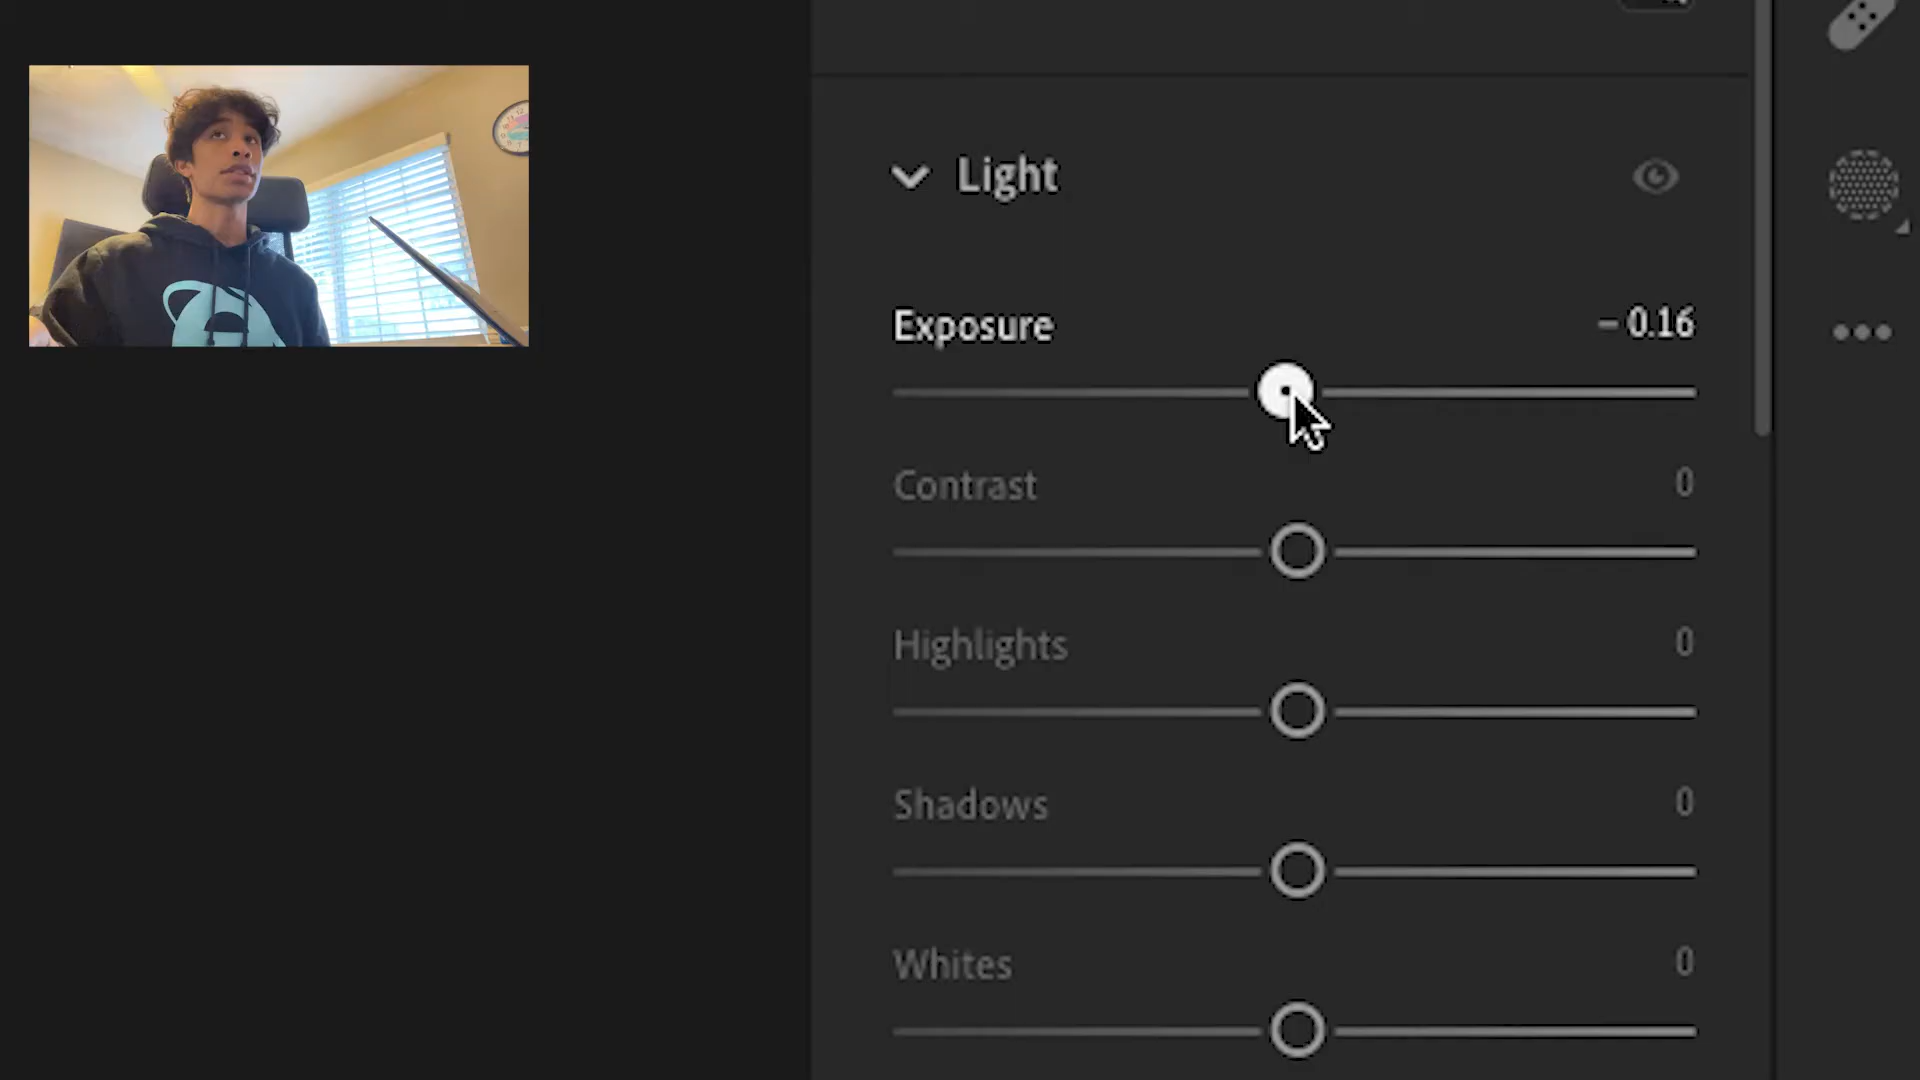 Light
Exposure
– 0.16
Contrast
0
Highlights
0
Shadows
0
Whites
0